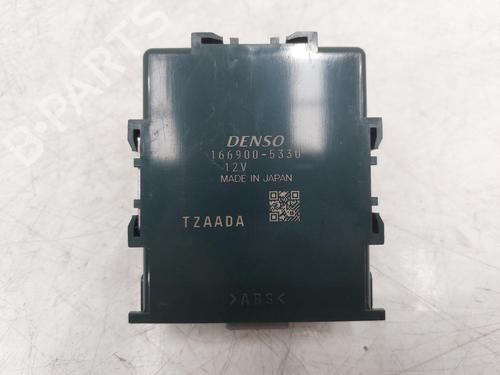 DENSO
166900-5330
12V
MADE IN JAPAN
TZAADA
>ABS<
B-PARTS